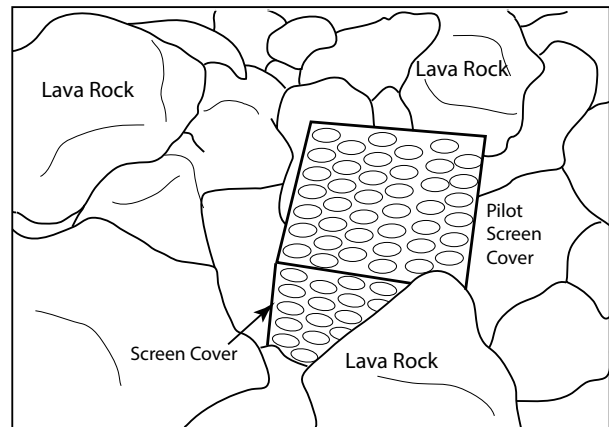 Lava Rock
Lava Rock
Pilot
Screen
Cover
Screen Cover
Lava Rock